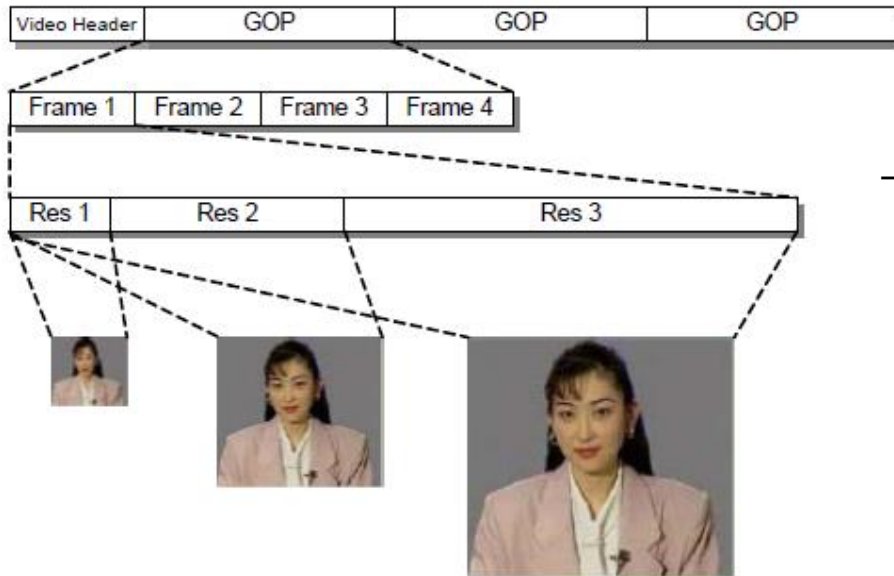 Video Header GOP GOP GOP
Frame 1 Frame 2 Frame 3 Frame 4
Res 1 Res 2 Res 3